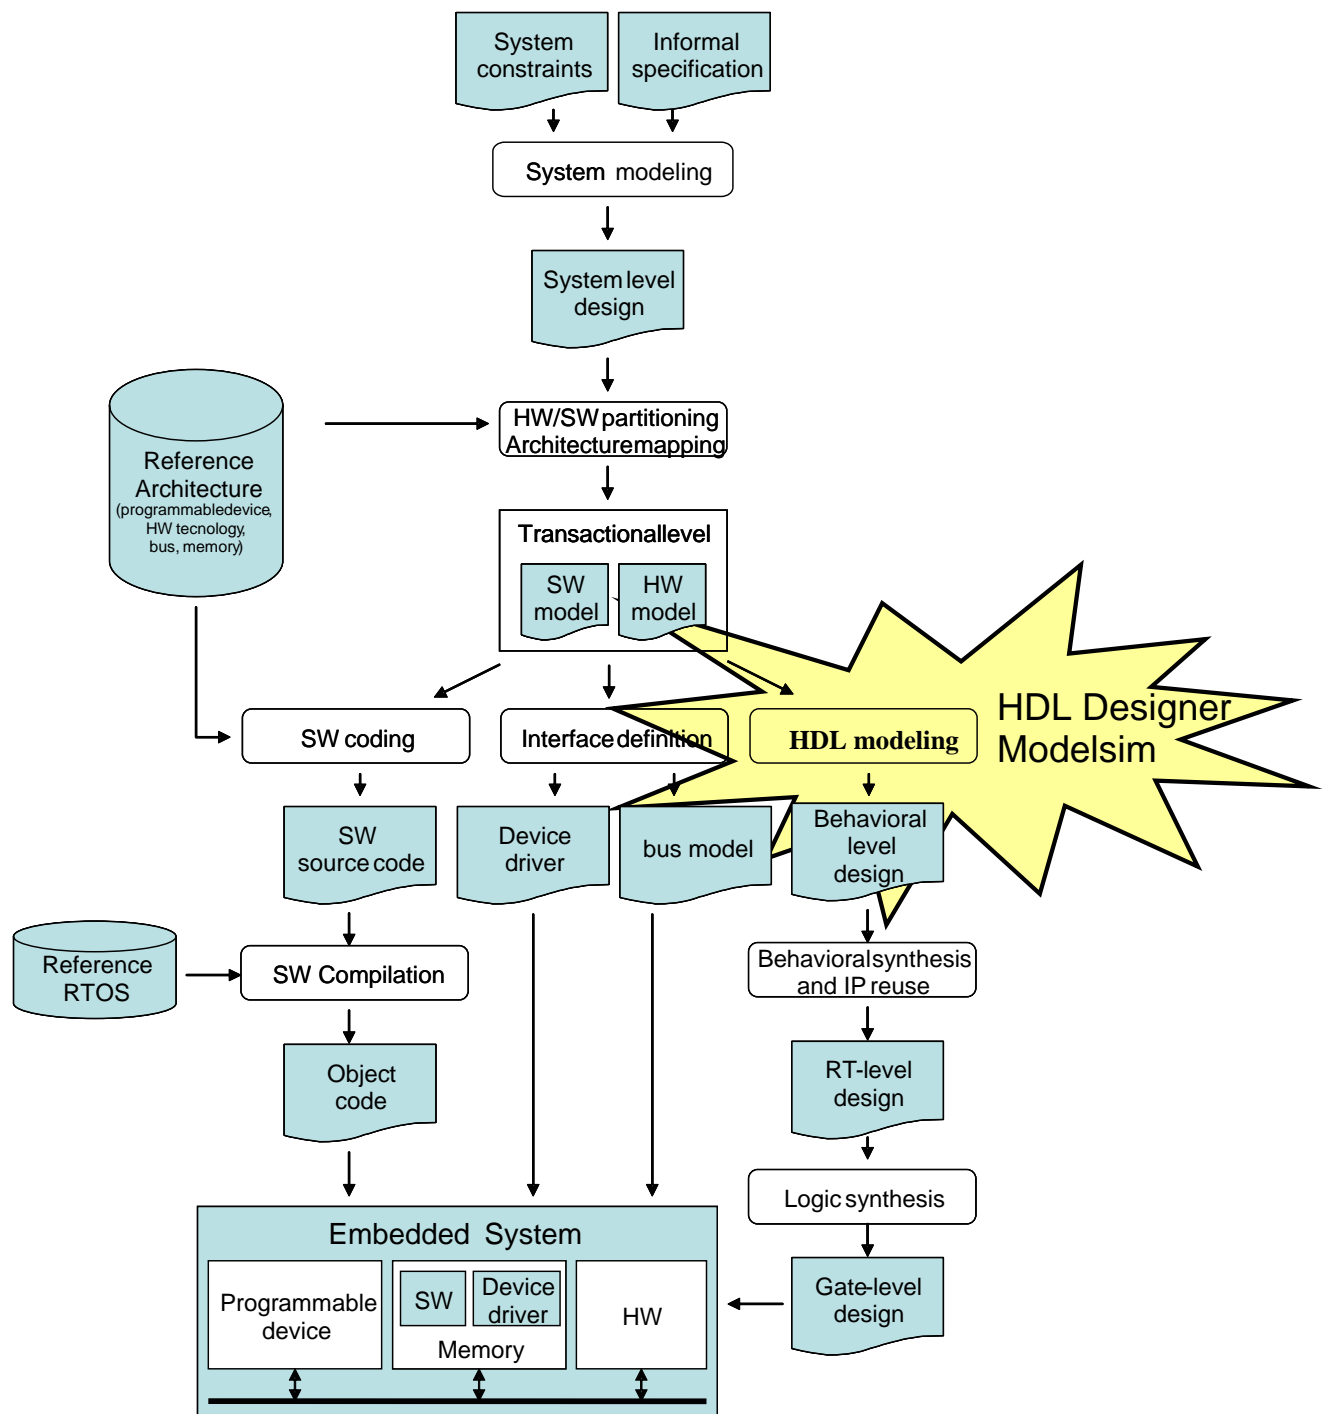 System
constraints
Informal
specification
System modeling
System level
design
HW/SW partitioning
Architecture mapping
Reference
Architecture
(programmable device,
HW tecnology,
bus, memory)
Transactional level
SW
model
HW
model
HDL Designer
Modelsim
SW coding
Interface definition
HDL modeling
SW
source code
Device
driver
bus model
Behavioral
level
design
Reference
RTOS
SW Compilation
Behavioral synthesis
and IP reuse
Object
code
RT-level
design
Logic synthesis
Embedded System
Programmable
device
SW
Device
driver
Memory
HW
Gate-level
design